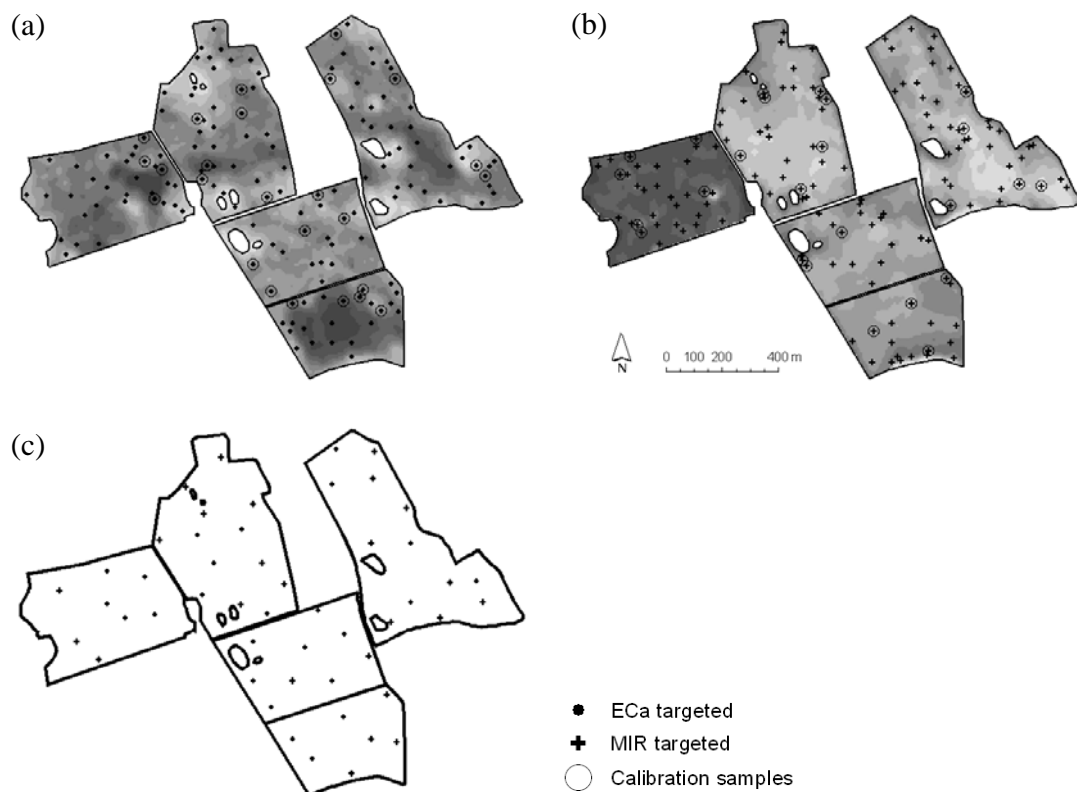 (a)
(b)
N
0 100 200 400 m
(c)
ECa targeted
MIR targeted
Calibration samples